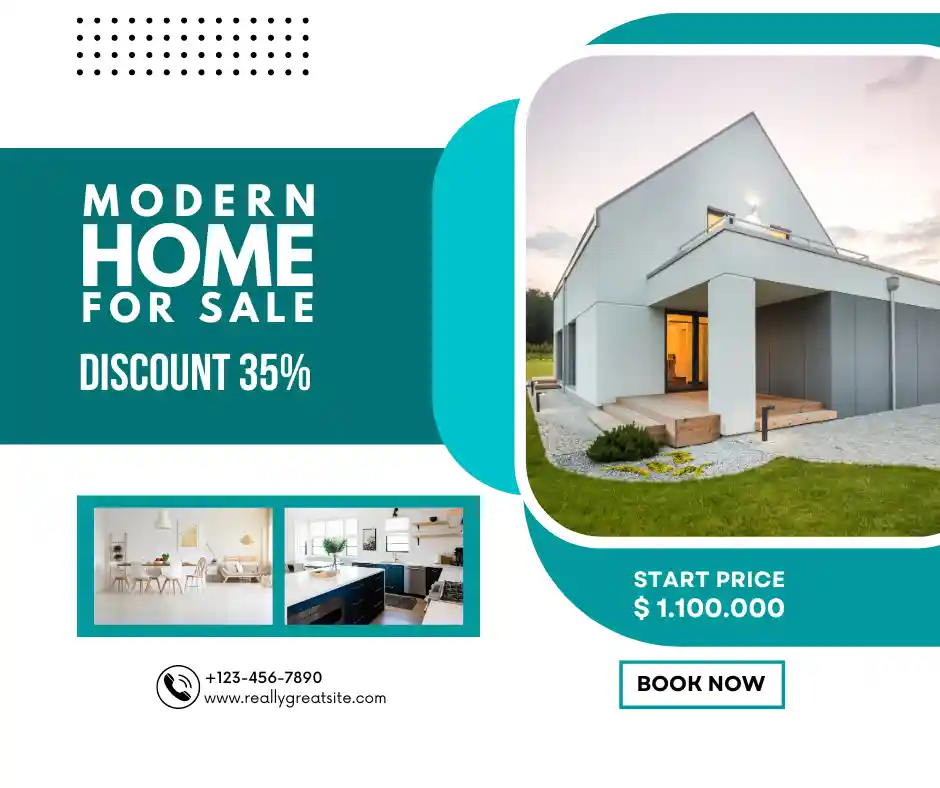 MODERN
HOME
FOR SALE
DISCOUNT 35%
START PRICE
$ 1.100.000
+123-456-7890
www.reallygreatsite.com
BOOK NOW